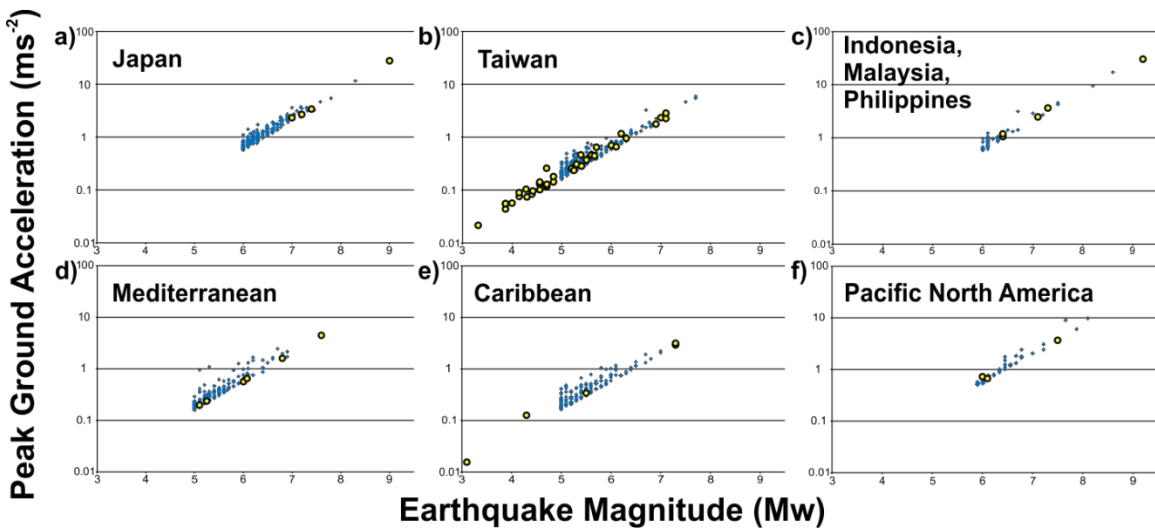 Peak Ground Acceleration (ms⁻²)
a)
Japan
100
10
1
0.1
0.01
3 4 5 6 7 8 9
b)
Taiwan
100
10
1
0.1
0.01
3 4 5 6 7 8 9
c)
Indonesia,
Malaysia,
Philippines
100
10
1
0.1
0.01
3 4 5 6 7 8 9
d)
Mediterranean
100
10
1
0.1
0.01
3 4 5 6 7 8 9
e)
Caribbean
100
10
1
0.1
0.01
3 4 5 6 7 8 9
f)
Pacific North America
100
10
1
0.1
0.01
3 4 5 6 7 8 9
Earthquake Magnitude (Mw)